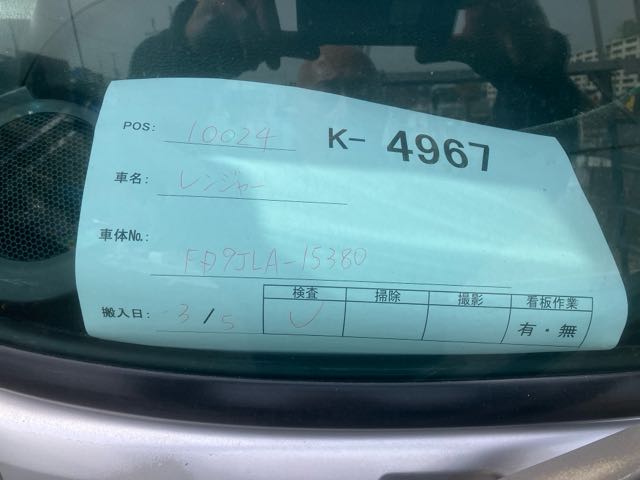 POS: 10024 K- 4967
車名: レンジャー
車体No.: FD9JLA-15380
搬入日: 3/5
検査 掃除 撮影 看板作業
✓ 有・無